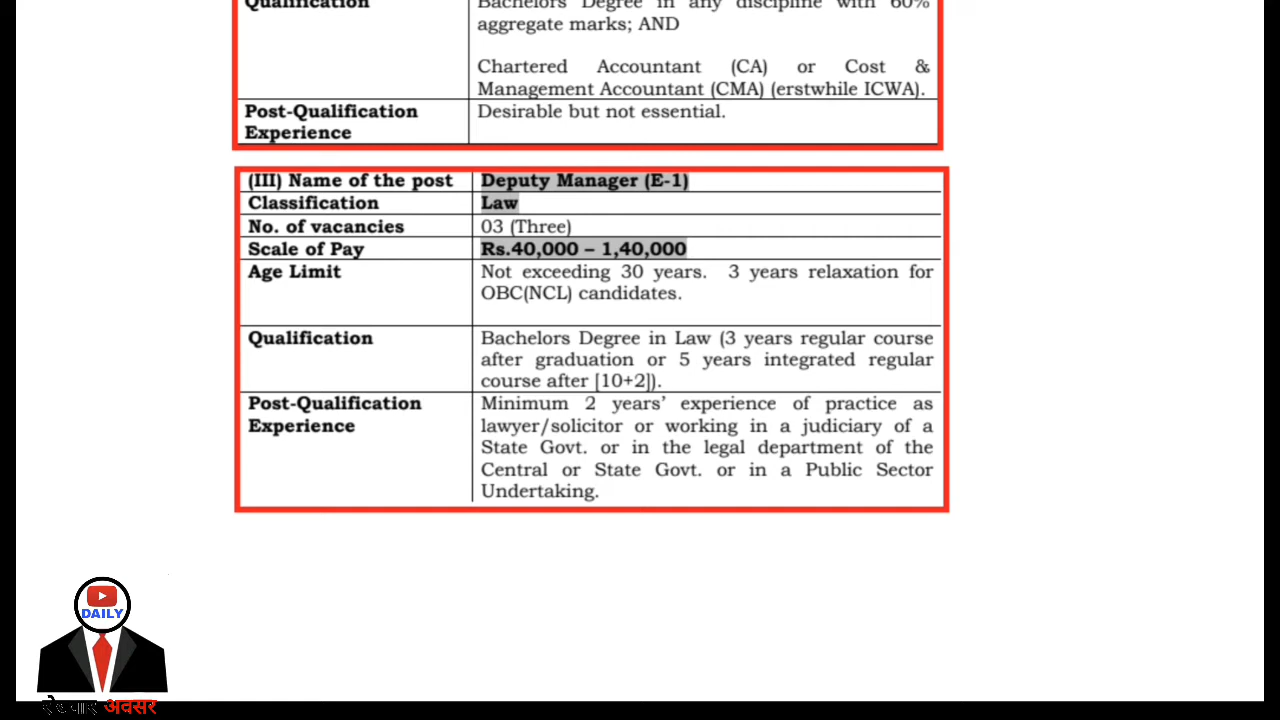 Qualification
Bachelors Degree in any discipline with 60%
aggregate marks; AND
Chartered Accountant (CA) or Cost &
Management Accountant (CMA) (erstwhile ICWA).
Post-Qualification
Experience
Desirable but not essential.
(III) Name of the post
Deputy Manager (E-1)
Classification
Law
No. of vacancies
03 (Three)
Scale of Pay
Rs.40,000 – 1,40,000
Age Limit
Not exceeding 30 years. 3 years relaxation for
OBC(NCL) candidates.
Qualification
Bachelors Degree in Law (3 years regular course
after graduation or 5 years integrated regular
course after [10+2]).
Post-Qualification
Experience
Minimum 2 years’ experience of practice as
lawyer/solicitor or working in a judiciary of a
State Govt. or in the legal department of the
Central or State Govt. or in a Public Sector
Undertaking.
DAILY
अवसर